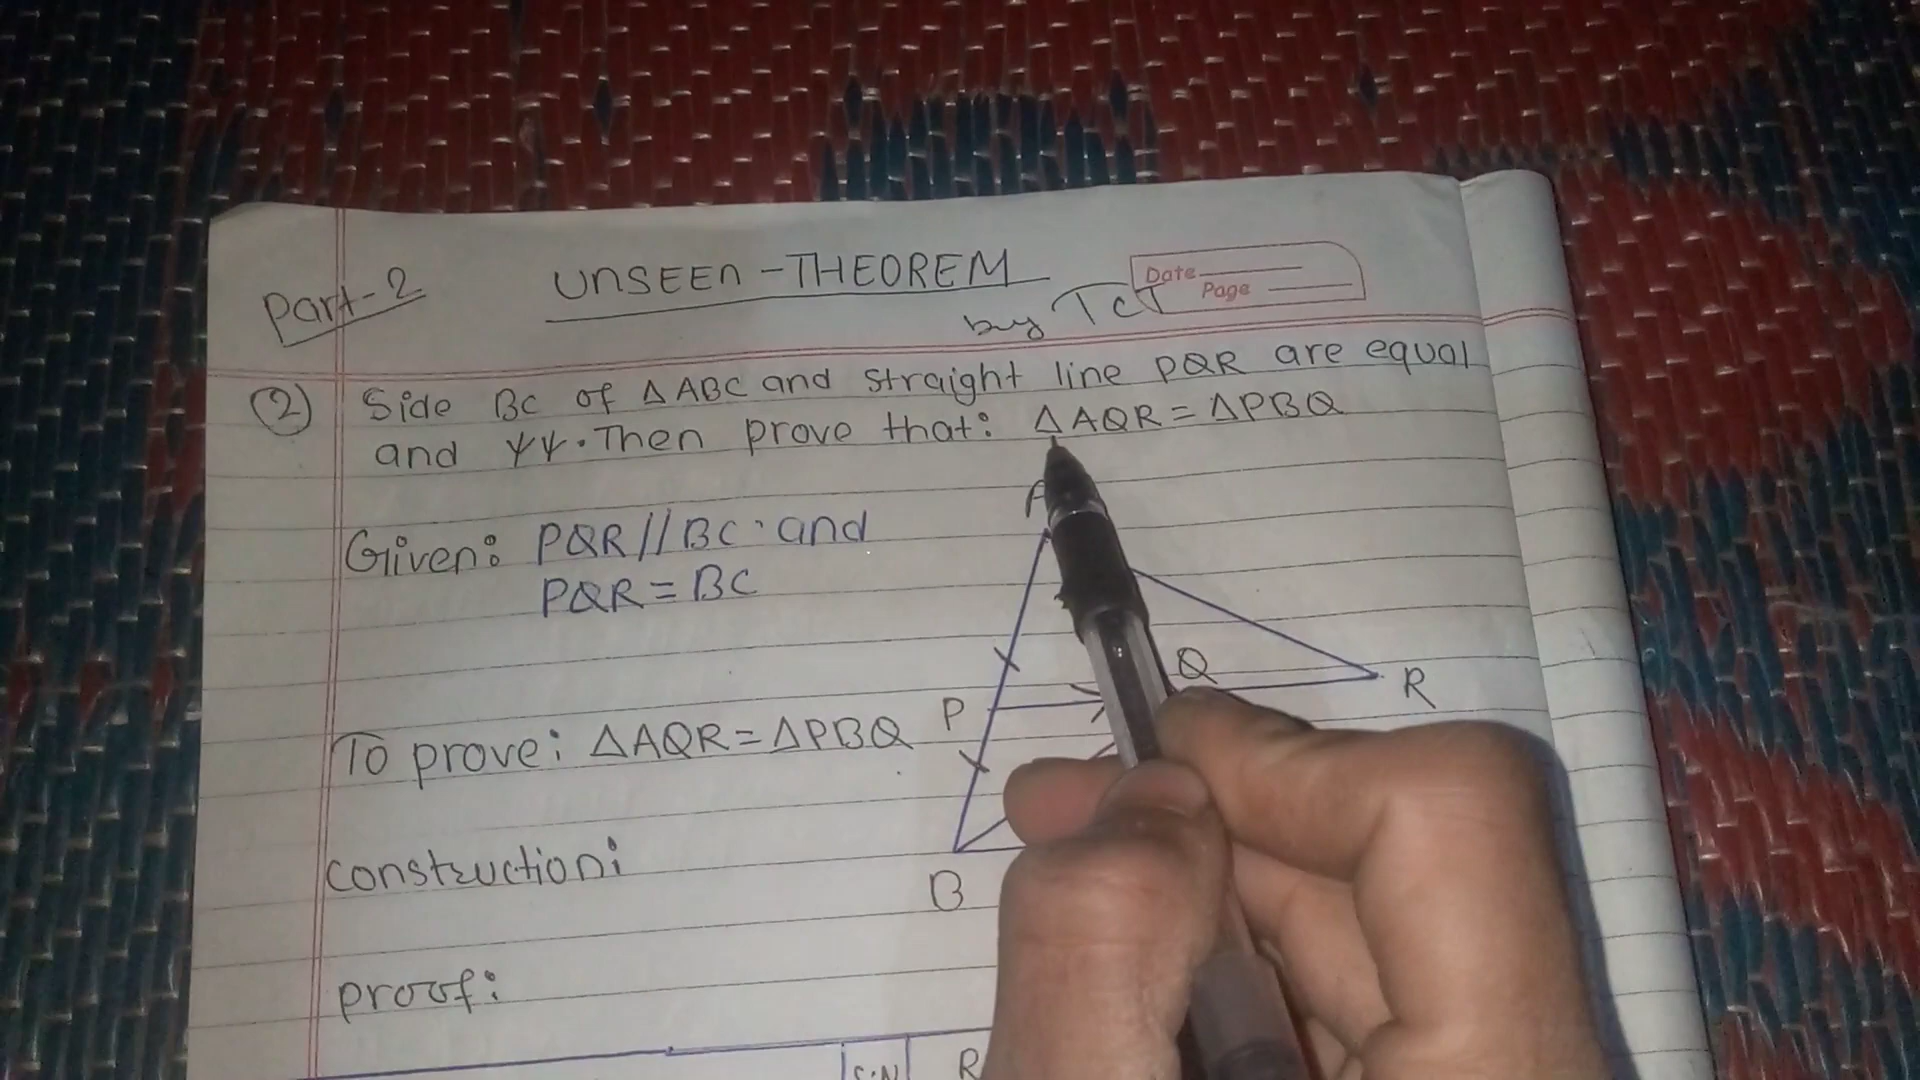 Part-2
UNSEEN-THEOREM
by TCT
Date
Page
② Side BC of △ABC and straight line PQR are equal
and ∥. Then prove that: △AQR = △PBQ
Given: PQR//BC and
PQR = BC
A
Q
R
P
To prove: △AQR = △PBQ
construction:
B
proof:
S.N
R